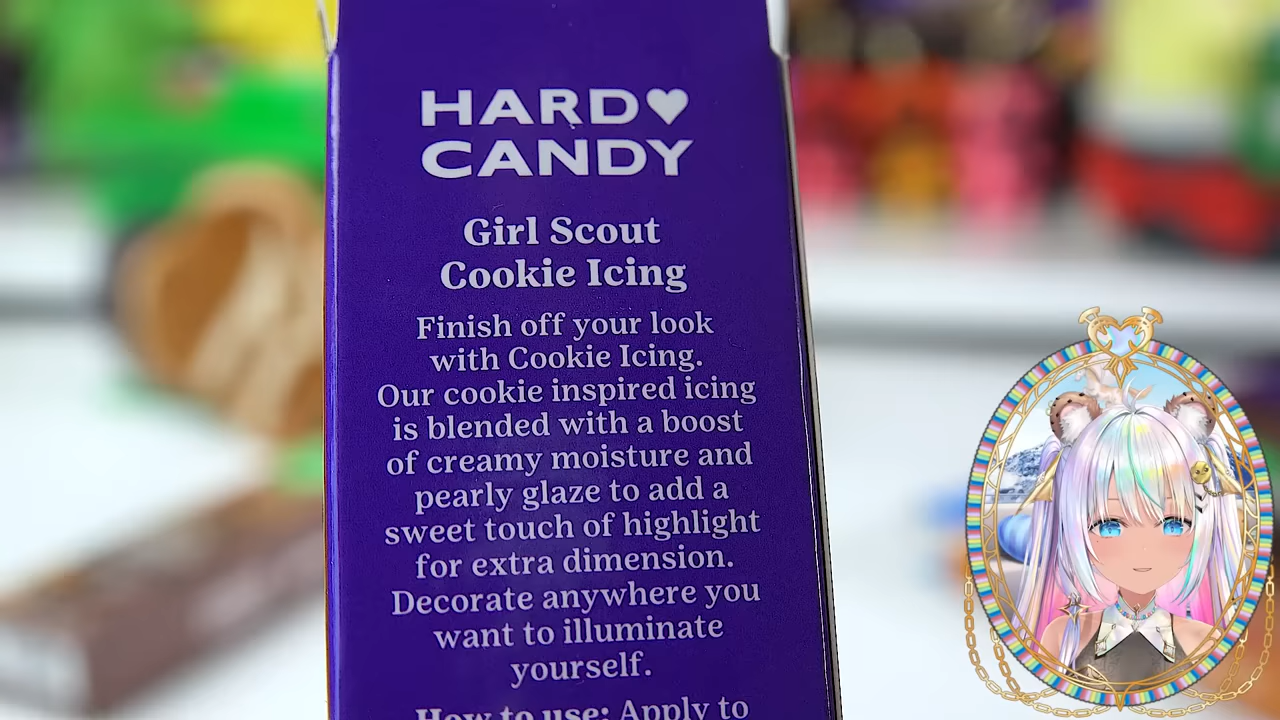 HARD
CANDY
Girl Scout
Cookie Icing
Finish off your look
with Cookie Icing.
Our cookie inspired icing
is blended with a boost
of creamy moisture and
pearly glaze to add a
sweet touch of highlight
for extra dimension.
Decorate anywhere you
want to illuminate
yourself.
How to use: Apply to